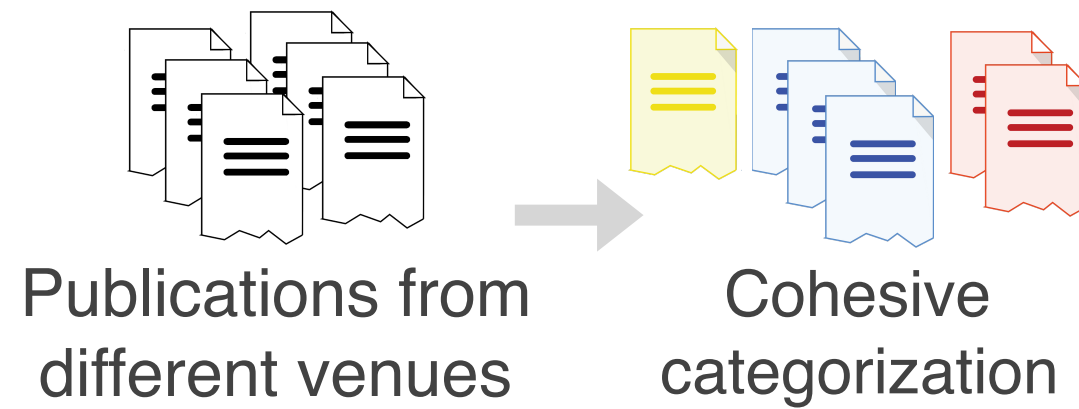 Publications from
different venues
Cohesive
categorization